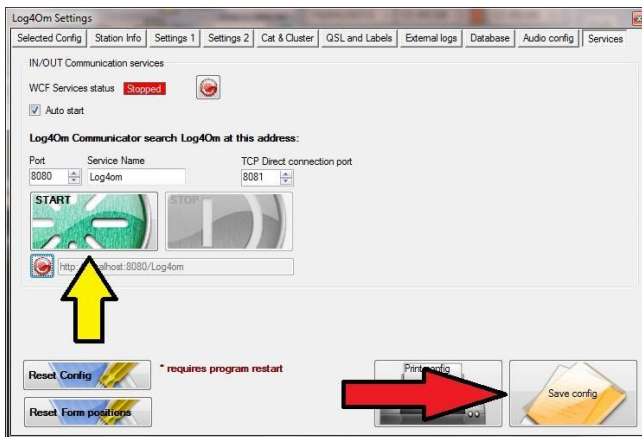 Log4Om Settings
Selected Config Station Info Settings 1 Settings 2 Cat & Cluster QSL and Labels External logs Database Audio config Services
IN/OUT Communication services
WCF Services status Stopped
Auto start
Log4Om Communicator search Log4Om at this address:
Port Service Name TCP Direct connection port
8080 Log4om 8081
START STOP
http: alhost:8080/Log4om
Reset Config * requires program restart Print config
Save config
Reset Form positions